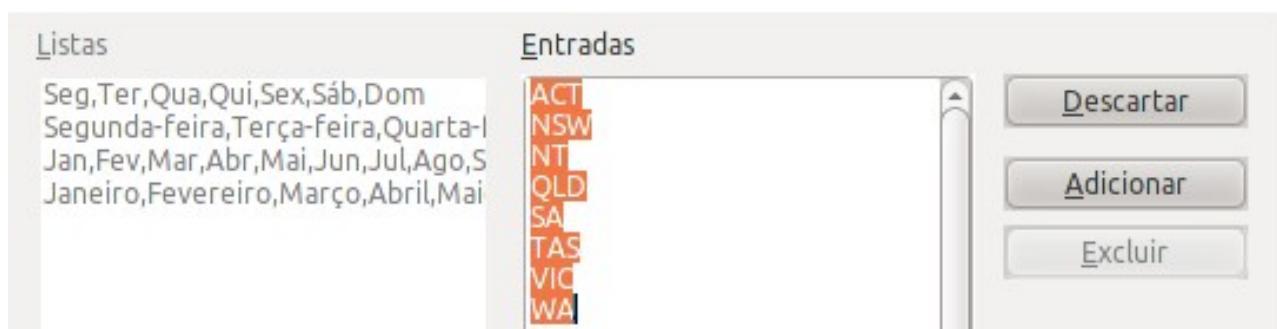 Listas
Seg,Ter,Qua,Qui,Sex,Sáb,Dom
Segunda-feira,Terça-feira,Quarta-f
Jan,Fev,Mar,Abr,Mai,Jun,Jul,Ago,S
Janeiro,Fevereiro,Março,Abril,Mai
Entradas
ACT
NSW
NT
QLD
SA
TAS
VIC
WA
Descartar
Adicionar
Excluir